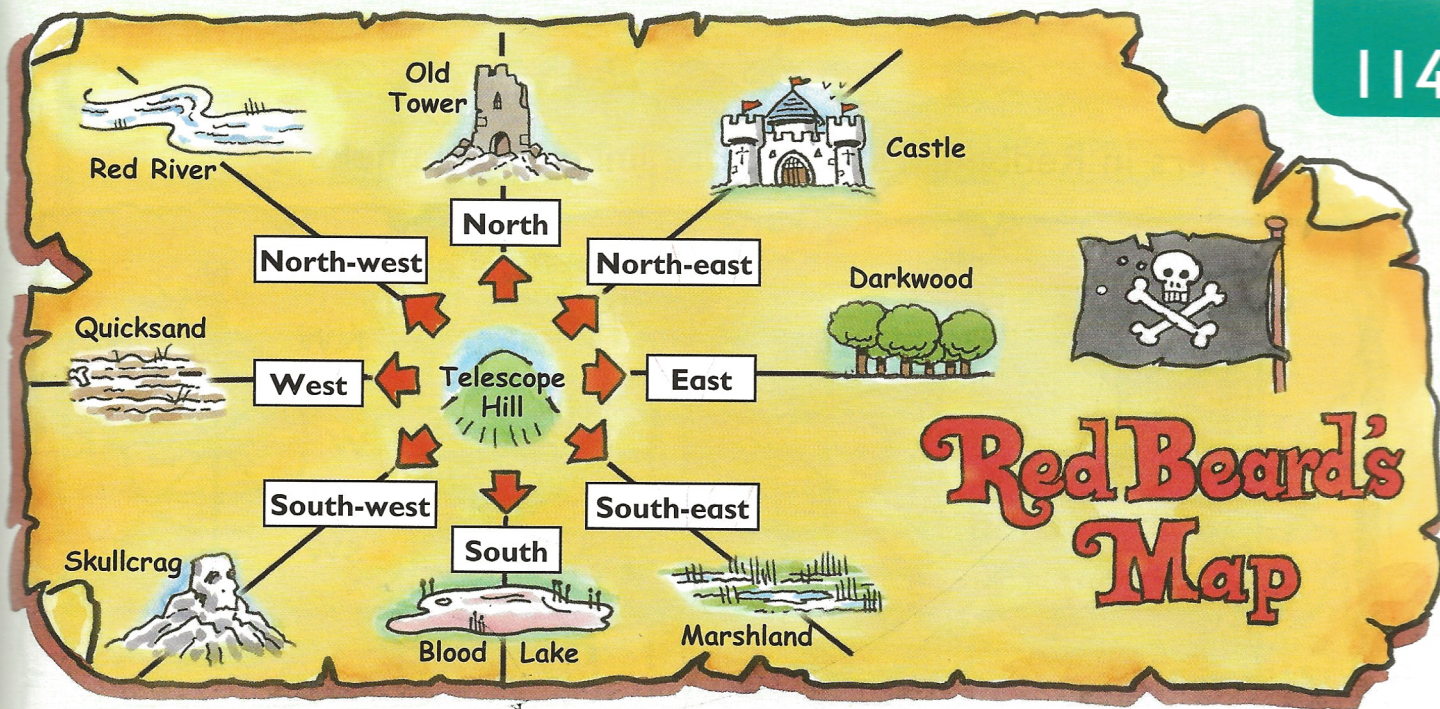 114
Old
Tower
Castle
Red River
North
North-west
North-east
Darkwood
Quicksand
West
Telescope
Hill
East
Red Beard's
Map
South-west
South-east
South
Skullcrag
Blood Lake
Marshland